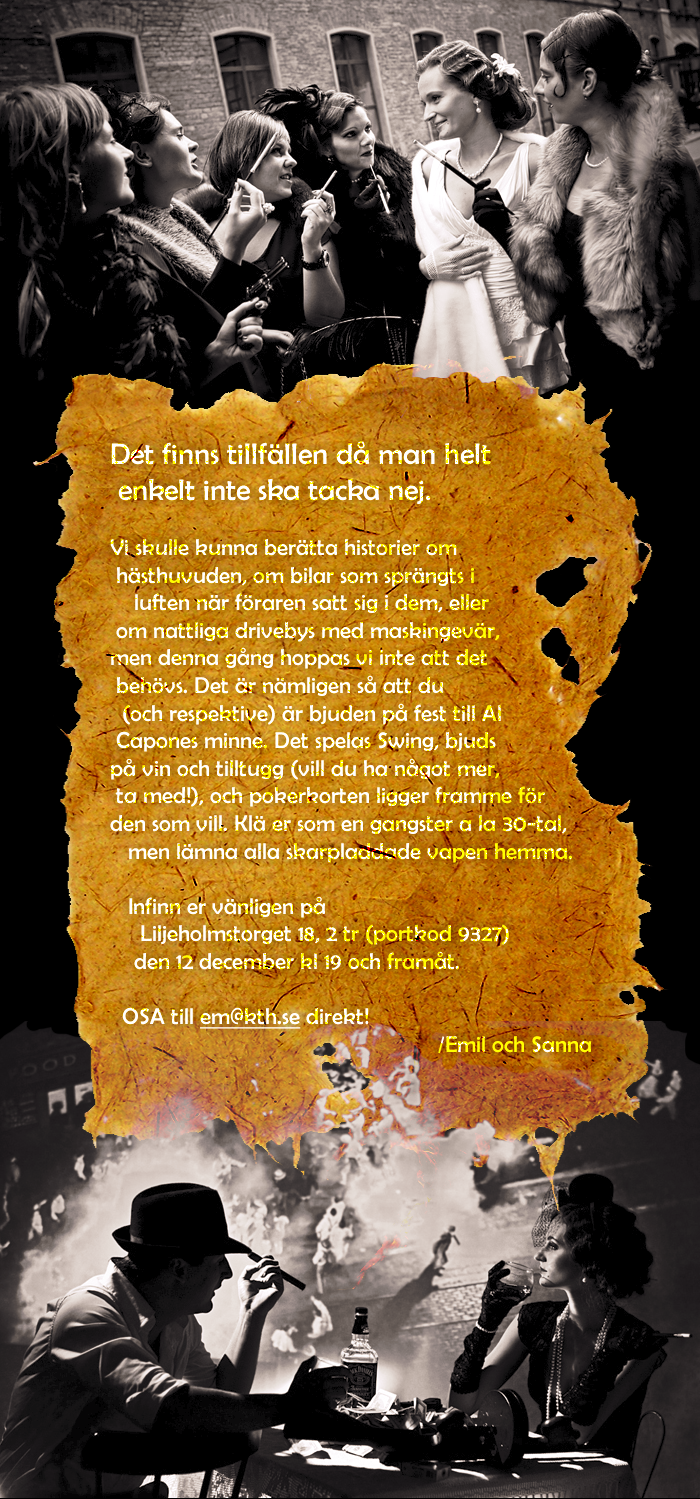 Det finns tillfällen då man helt
enkelt inte ska tacka nej.
Vi skulle kunna berätta historier om
hästhuvuden, om bilar som sprängts i
luften när föraren satt sig i dem, eller
om nattliga drivebys med maskingevär,
men denna gång hoppas vi inte att det
behövs. Det är nämligen så att du
(och respektive) är bjuden på fest till Al
Capones minne. Det spelas Swing, bjuds
på vin och tilltugg (vill du ha något mer,
ta med!), och pokerkorten ligger framme för
den som vill. Klä er som en gangster a la 30-tal,
men lämna alla skarpladdade vapen hemma.
Infinn er vänligen på
Liljeholmstorget 18, 2 tr (portkod 9327)
den 12 december kl 19 och framåt.
OSA till em@kth.se direkt!
/Emil och Sanna